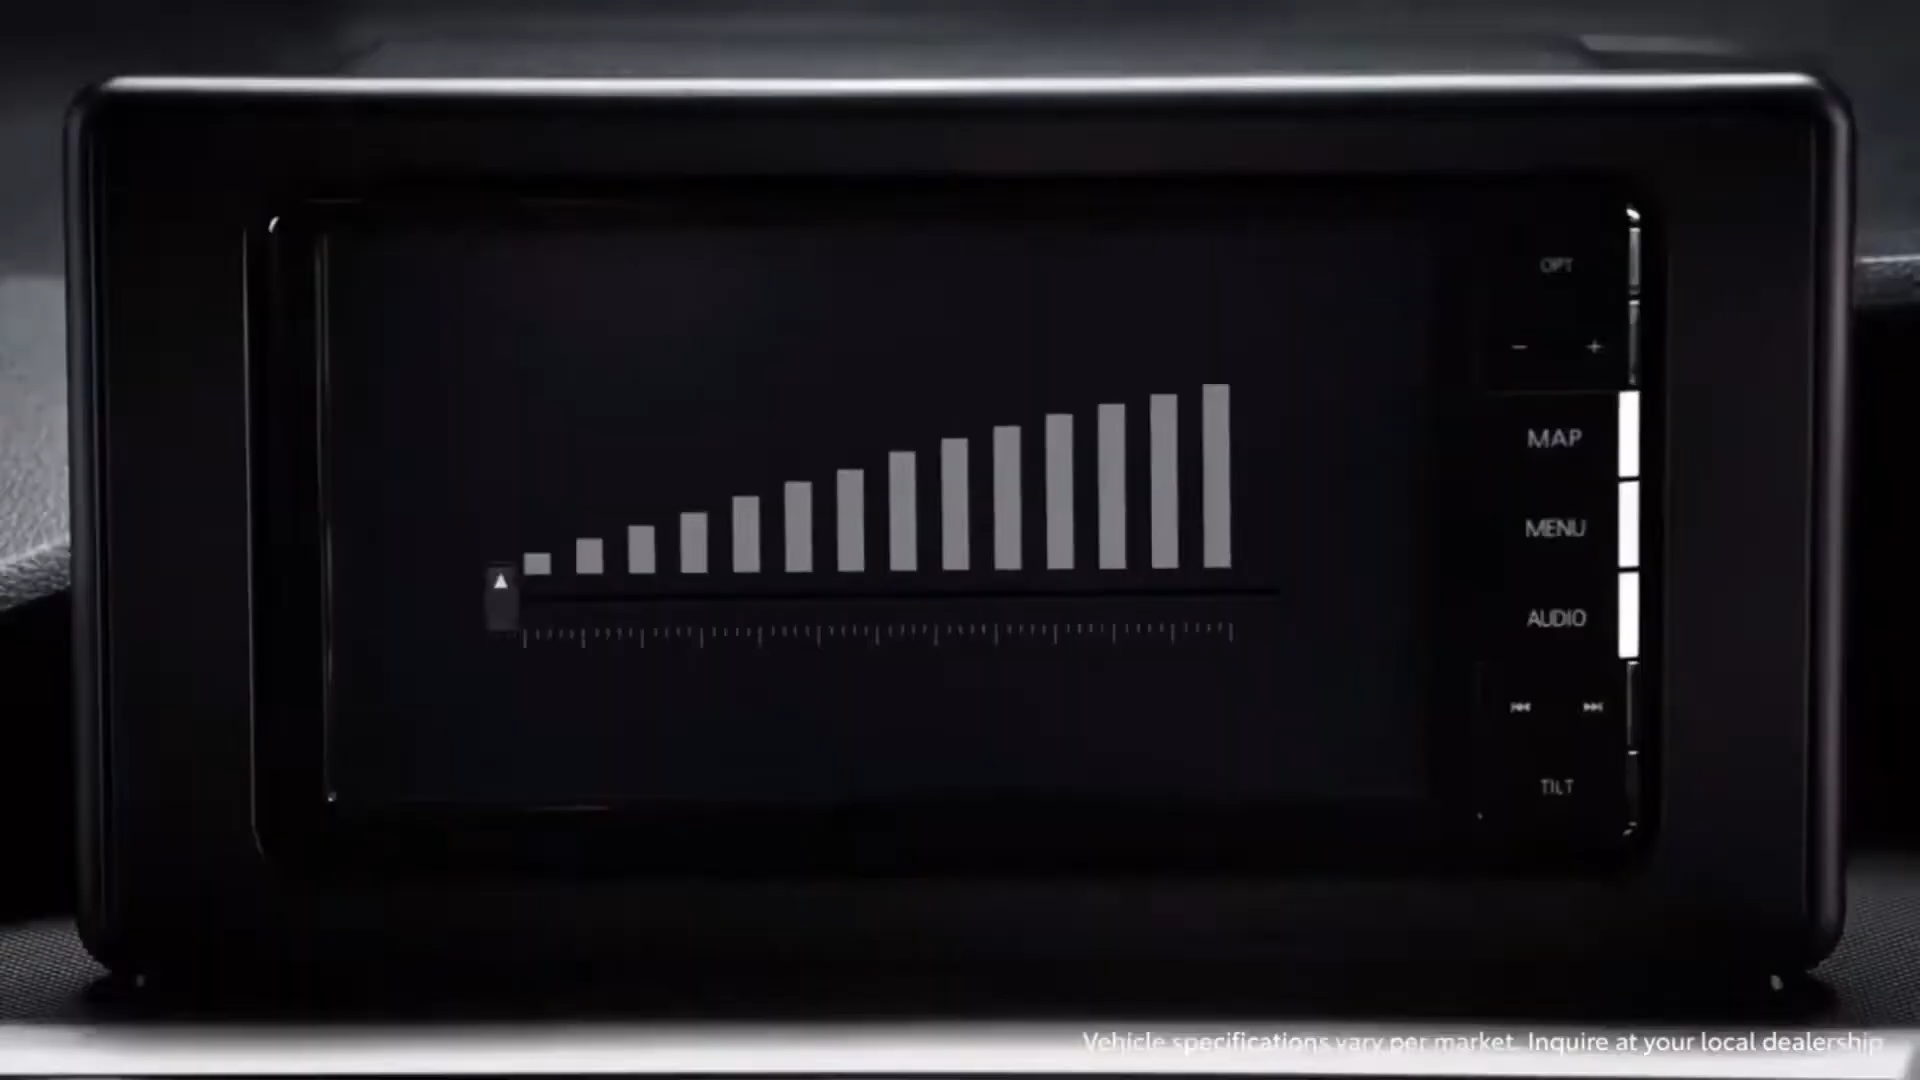 OPT
− +
MAP
MENU
AUDIO
TILT
Vehicle specifications vary per market. Inquire at your local dealership